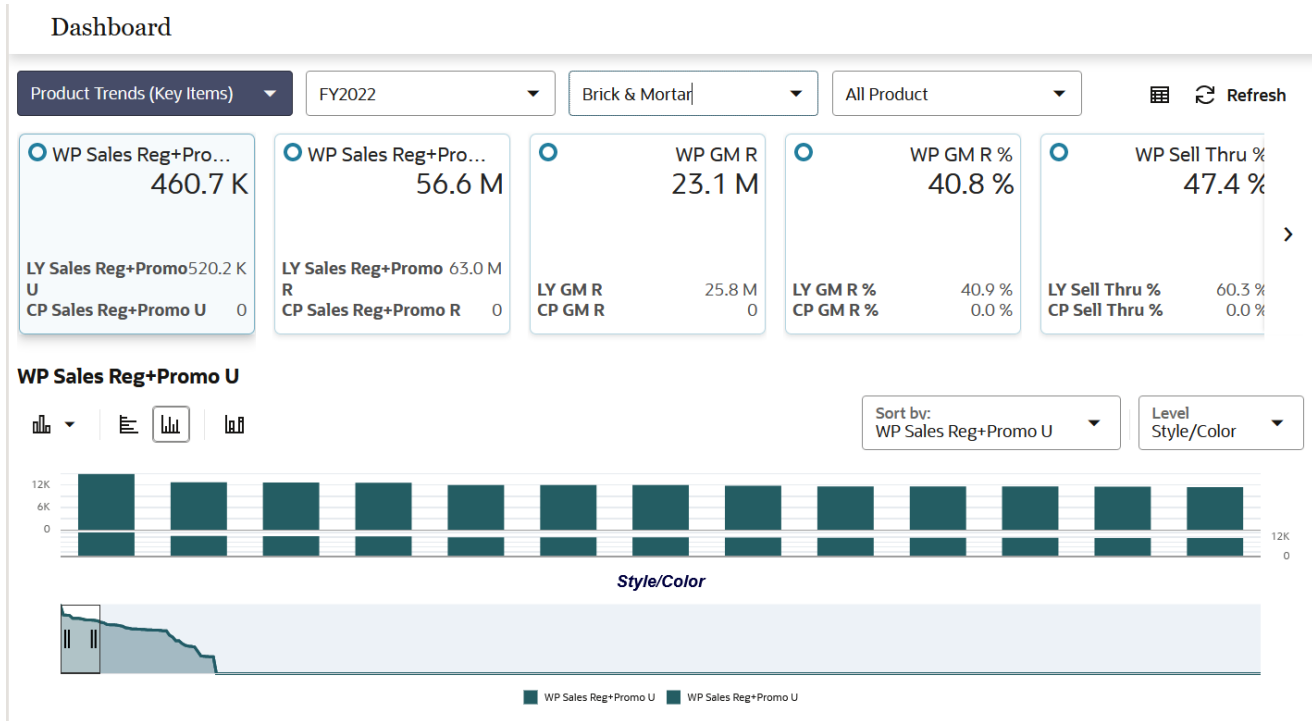 Dashboard
Product Trends (Key Items)
FY2022
Brick & Mortar
All Product
Refresh
WP Sales Reg+Pro...
460.7 K
LY Sales Reg+Promo 520.2 K
U
CP Sales Reg+Promo U 0
WP Sales Reg+Pro...
56.6 M
LY Sales Reg+Promo 63.0 M
R
CP Sales Reg+Promo R 0
WP GM R
23.1 M
LY GM R 25.8 M
CP GM R 0
WP GM R %
40.8 %
LY GM R % 40.9 %
CP GM R % 0.0 %
WP Sell Thru %
47.4 %
LY Sell Thru % 60.3 %
CP Sell Thru % 0.0 %
WP Sales Reg+Promo U
Sort by:
WP Sales Reg+Promo U
Level
Style/Color
12K
6K
0
12K
0
Style/Color
WP Sales Reg+Promo U WP Sales Reg+Promo U